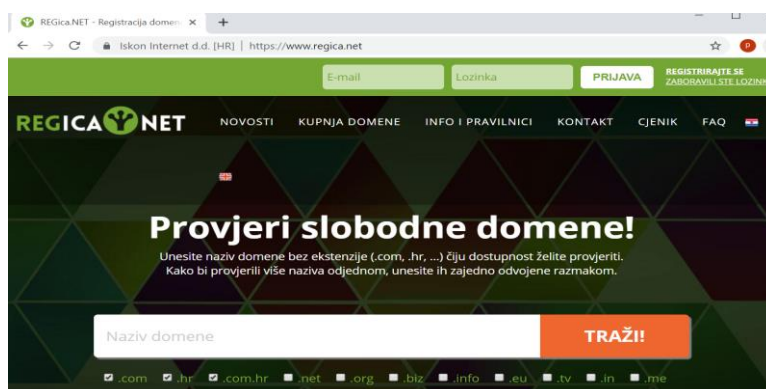 REGica.NET - Registracija domen
Iskon Internet d.d. [HR] | https://www.regica.net
E-mail
Lozinka
PRIJAVA
REGISTRIRAJTE SE
ZABORAVILI STE LOZINK
REGICA NET
NOVOSTI KUPNJA DOMENE INFO I PRAVILNICI KONTAKT CJENIK FAQ
Provjeri slobodne domene!
Unesite naziv domene bez ekstenzije (.com, .hr, ...) čiju dostupnost želite provjeriti.
Kako bi provjerili više naziva odjednom, unesite ih zajedno odvojene razmakom.
Naziv domene
TRAŽI!
.com .hr .com.hr .net .org .biz .info .eu .tv .in .me